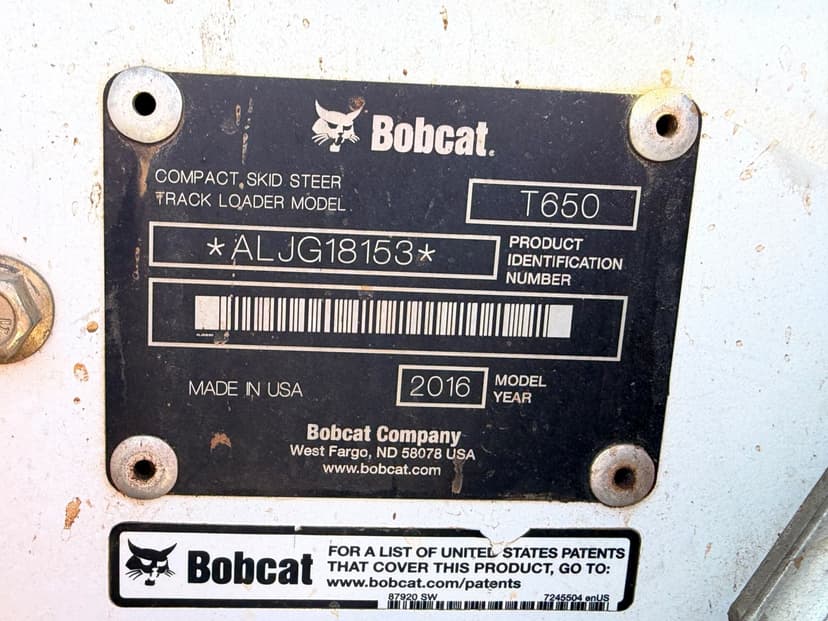 Bobcat.
COMPACT SKID STEER
TRACK LOADER MODEL
T650
*ALJG18153*
PRODUCT
IDENTIFICATION
NUMBER
MADE IN USA
2016
MODEL
YEAR
Bobcat Company
West Fargo, ND 58078 USA
www.bobcat.com
Bobcat
FOR A LIST OF UNITED STATES PATENTS
THAT COVER THIS PRODUCT, GO TO:
www.bobcat.com/patents
87920 SW
7245504 enUS